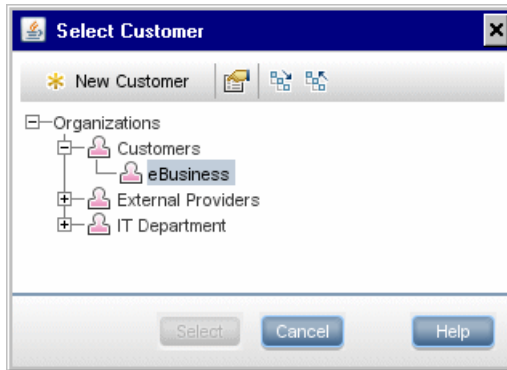 Select Customer
New Customer
Organizations
Customers
eBusiness
External Providers
IT Department
Select Cancel Help